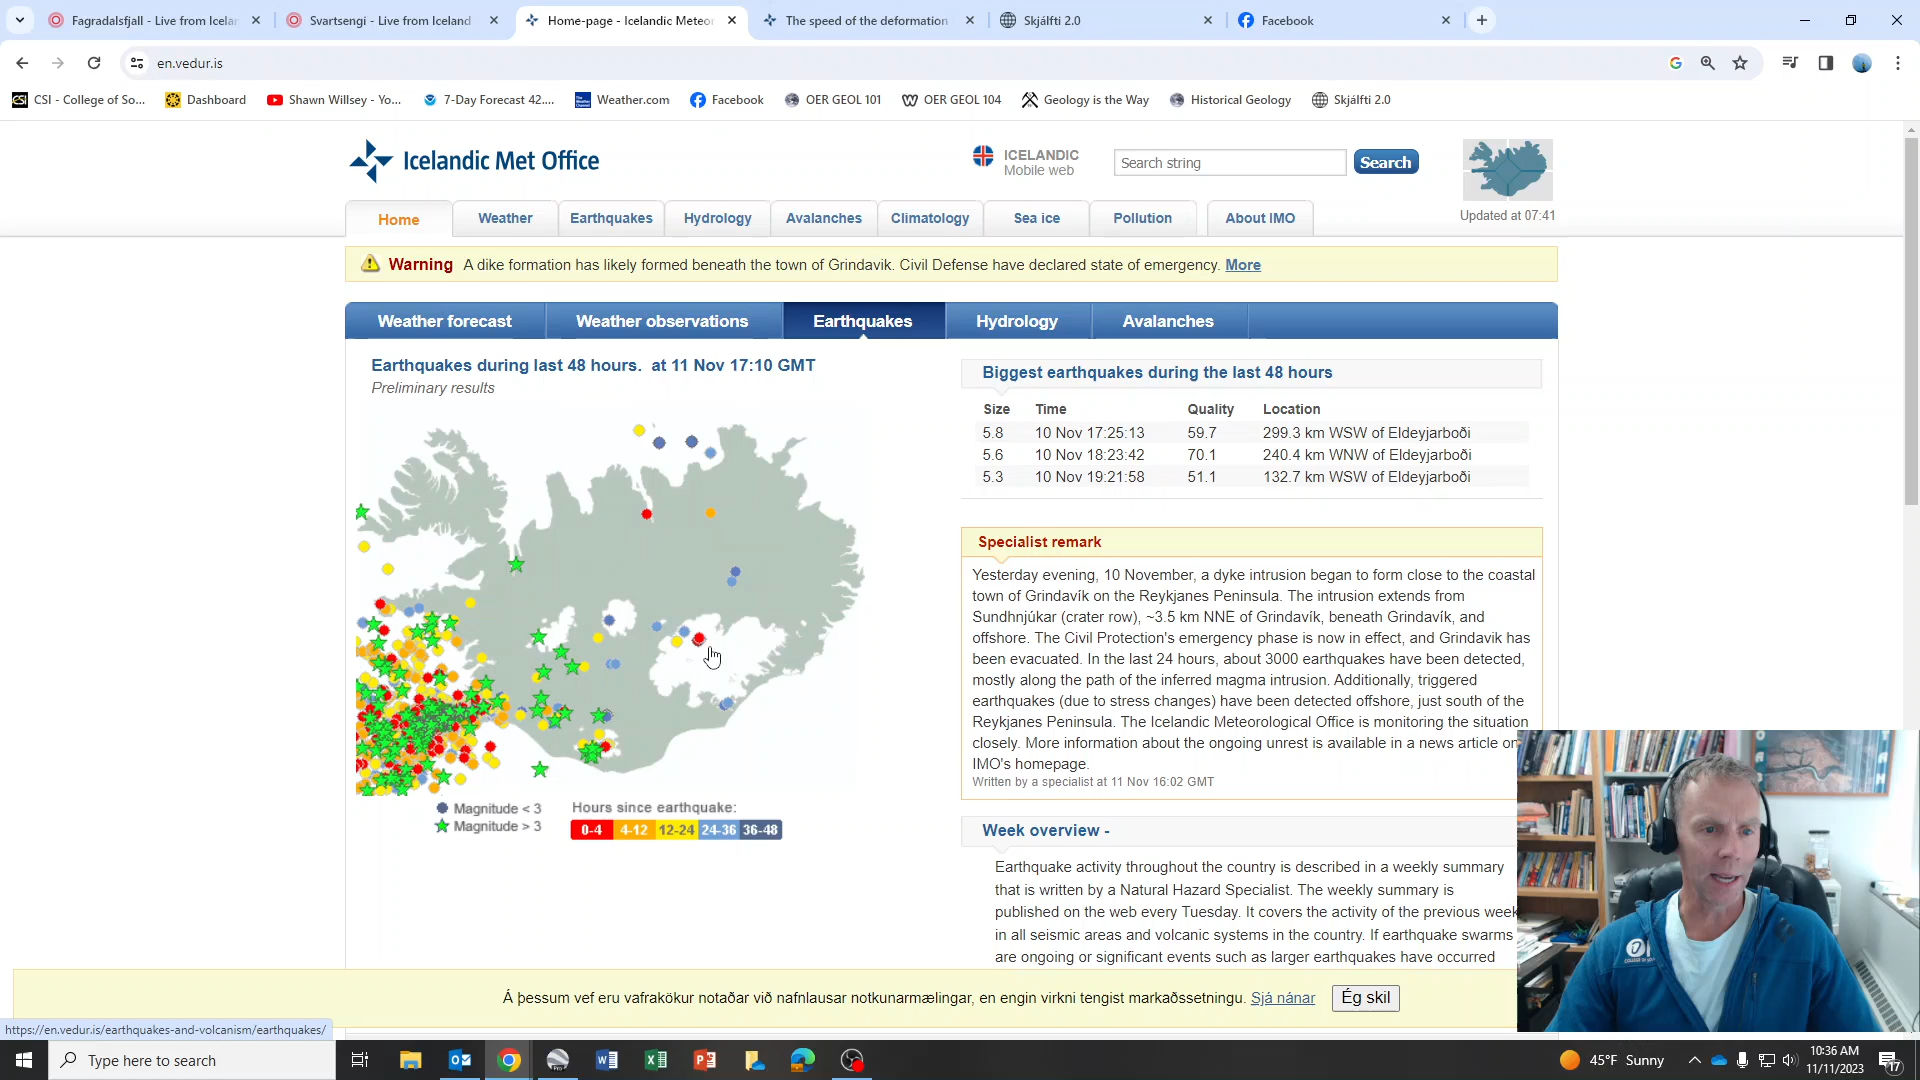 Fagradalsfjall - Live from Icelan
Svartsengi - Live from Iceland
Home-page - Icelandic Meteor
The speed of the deformation
Skjálfti 2.0
Facebook
en.vedur.is
CSI - College of So...
Dashboard
Shawn Willsey - Yo...
7-Day Forecast 42....
Weather.com
Facebook
OER GEOL 101
OER GEOL 104
Geology is the Way
Historical Geology
Skjálfti 2.0
Icelandic Met Office
ICELANDIC
Mobile web
Search string
Search
Updated at 07:41
Home
Weather
Earthquakes
Hydrology
Avalanches
Climatology
Sea ice
Pollution
About IMO
Warning A dike formation has likely formed beneath the town of Grindavik. Civil Defense have declared state of emergency. More
Weather forecast
Weather observations
Earthquakes
Hydrology
Avalanches
Earthquakes during last 48 hours. at 11 Nov 17:10 GMT
Preliminary results
Magnitude < 3
Magnitude > 3
Hours since earthquake:
0-4 4-12 12-24 24-36 36-48
Biggest earthquakes during the last 48 hours
Size Time Quality Location
5.8 10 Nov 17:25:13 59.7 299.3 km WSW of Eldeyjarboði
5.6 10 Nov 18:23:42 70.1 240.4 km WNW of Eldeyjarboði
5.3 10 Nov 19:21:58 51.1 132.7 km WSW of Eldeyjarboði
Specialist remark
Yesterday evening, 10 November, a dyke intrusion began to form close to the coastal
town of Grindavík on the Reykjanes Peninsula. The intrusion extends from
Sundhnjúkar (crater row), ~3.5 km NNE of Grindavík, beneath Grindavík, and
offshore. The Civil Protection's emergency phase is now in effect, and Grindavik has
been evacuated. In the last 24 hours, about 3000 earthquakes have been detected,
mostly along the path of the inferred magma intrusion. Additionally, triggered
earthquakes (due to stress changes) have been detected offshore, just south of the
Reykjanes Peninsula. The Icelandic Meteorological Office is monitoring the situation
closely. More information about the ongoing unrest is available in a news article on
IMO's homepage.
Written by a specialist at 11 Nov 16:02 GMT
Week overview -
Earthquake activity throughout the country is described in a weekly summary
that is written by a Natural Hazard Specialist. The weekly summary is
published on the web every Tuesday. It covers the activity of the previous week
in all seismic areas and volcanic systems in the country. If earthquake swarms
are ongoing or significant events such as larger earthquakes have occurred
Á þessum vef eru vafrakökur notaðar við nafnlausar notkunarmælingar, en engin virkni tengist markaðssetningu. Sjá nánar
Ég skil
https://en.vedur.is/earthquakes-and-volcanism/earthquakes/
Type here to search
45°F Sunny
10:36 AM
11/11/2023
17